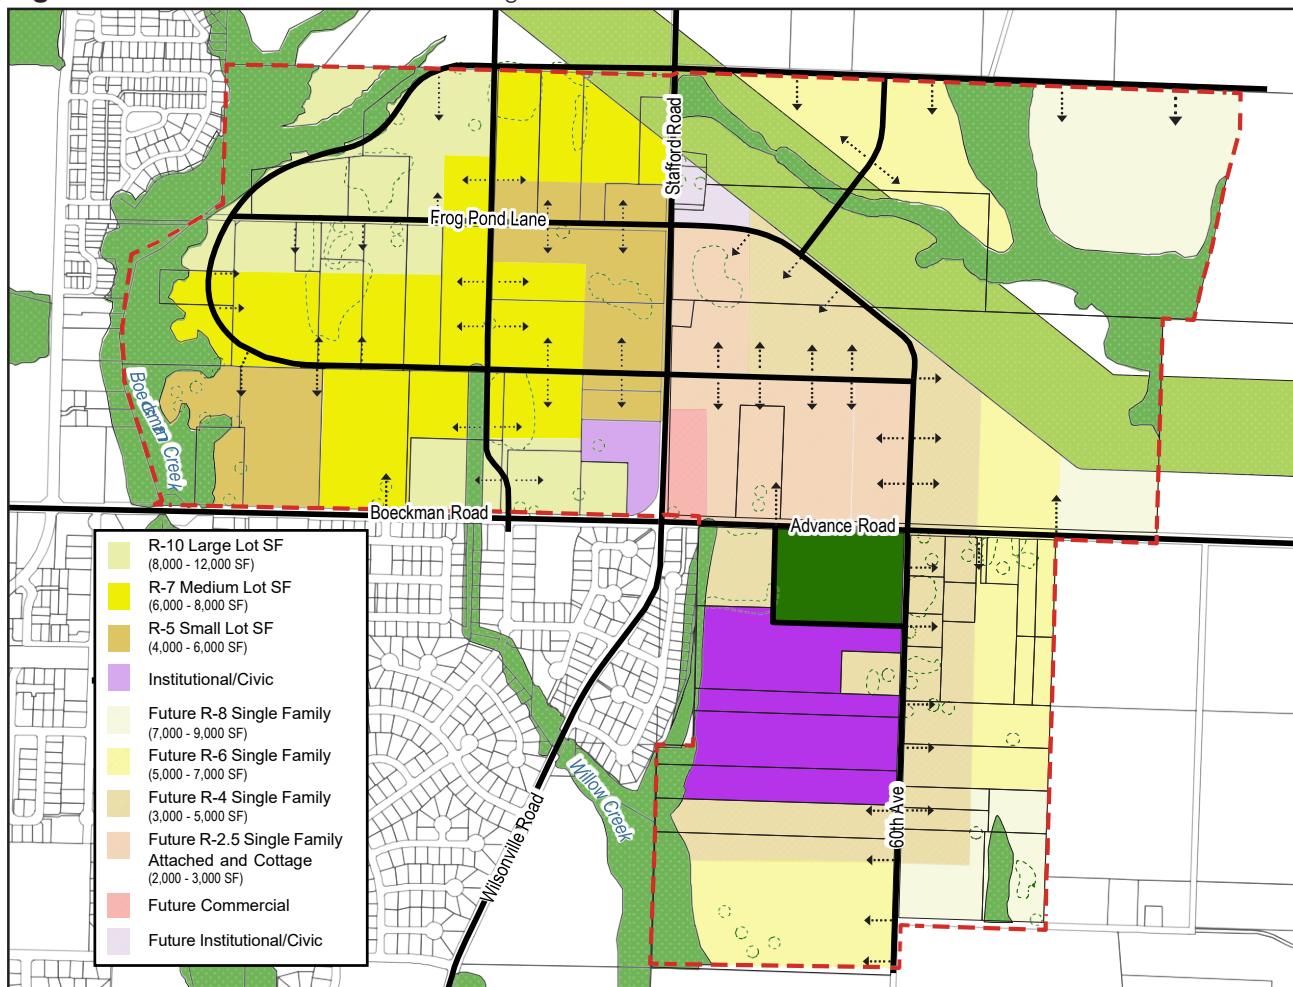 Stafford Road
Frog Pond Lane
Boeckman Creek
Boeckman Road
Advance Road
R-10 Large Lot SF
(8,000 - 12,000 SF)
R-7 Medium Lot SF
(6,000 - 8,000 SF)
R-5 Small Lot SF
(4,000 - 6,000 SF)
Institutional/Civic
Future R-8 Single Family
(7,000 - 9,000 SF)
Future R-6 Single Family
(5,000 - 7,000 SF)
Future R-4 Single Family
(3,000 - 5,000 SF)
Future R-2.5 Single Family
Attached and Cottage
(2,000 - 3,000 SF)
Future Commercial
Future Institutional/Civic
Willow Creek
Wilsonville Road
60th Ave